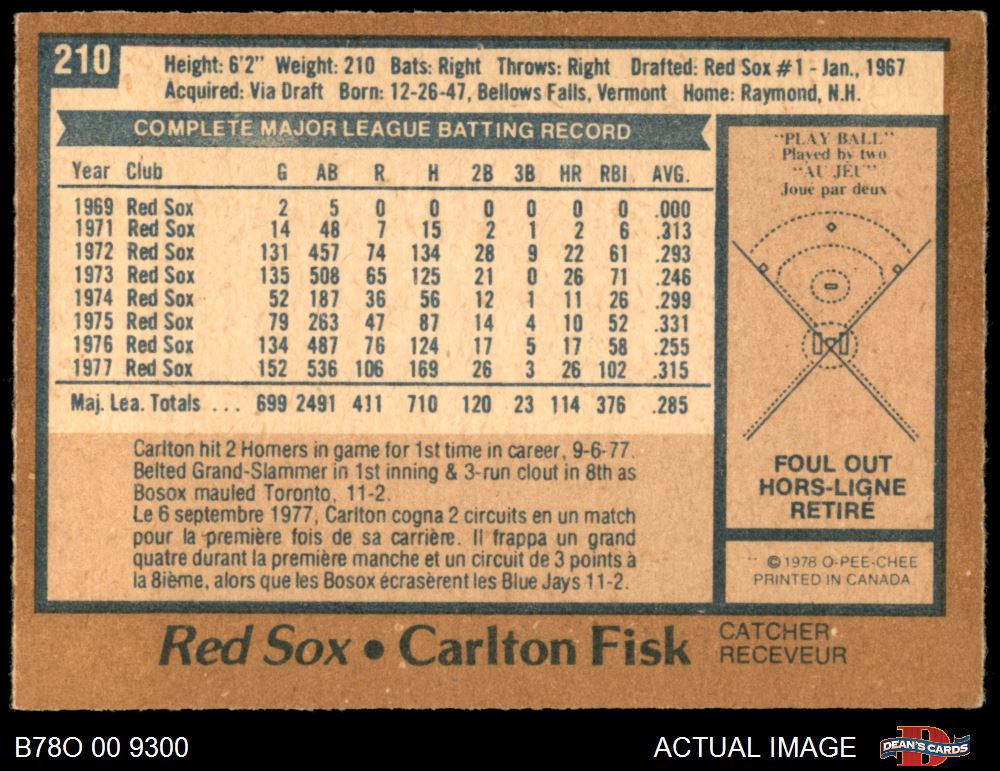 210
Height: 6'2" Weight: 210 Bats: Right Throws: Right Drafted: Red Sox #1 - Jan., 1967
Acquired: Via Draft Born: 12-26-47, Bellows Falls, Vermont Home: Raymond, N.H.
COMPLETE MAJOR LEAGUE BATTING RECORD
Year Club G AB R H 2B 3B HR RBI AVG.
1969 Red Sox 2 5 0 0 0 0 0 0 .000
1971 Red Sox 14 48 7 15 2 1 2 6 .313
1972 Red Sox 131 457 74 134 28 9 22 61 .293
1973 Red Sox 135 508 65 125 21 0 26 71 .246
1974 Red Sox 52 187 36 56 12 1 11 26 .299
1975 Red Sox 79 263 47 87 14 4 10 52 .331
1976 Red Sox 134 487 76 124 17 5 17 58 .255
1977 Red Sox 152 536 106 169 26 3 26 102 .315
Maj. Lea. Totals ... 699 2491 411 710 120 23 114 376 .285
Carlton hit 2 Homers in game for 1st time in career, 9-6-77.
Belted Grand-Slammer in 1st inning & 3-run clout in 8th as
Bosox mauled Toronto, 11-2.
Le 6 septembre 1977, Carlton cogna 2 circuits en un match
pour la première fois de sa carrière. Il frappa un grand
quatre durant la première manche et un circuit de 3 points à
la 8ième, alors que les Bosox écrasèrent les Blue Jays 11-2.
"PLAY BALL"
Played by two
"AU JEU"
Joué par deux
FOUL OUT
HORS-LIGNE
RETIRÉ
©1978 O-PEE-CHEE
PRINTED IN CANADA
Red Sox • Carlton Fisk
CATCHER
RECEVEUR
B78O 00 9300
ACTUAL IMAGE
DEAN'S CARDS